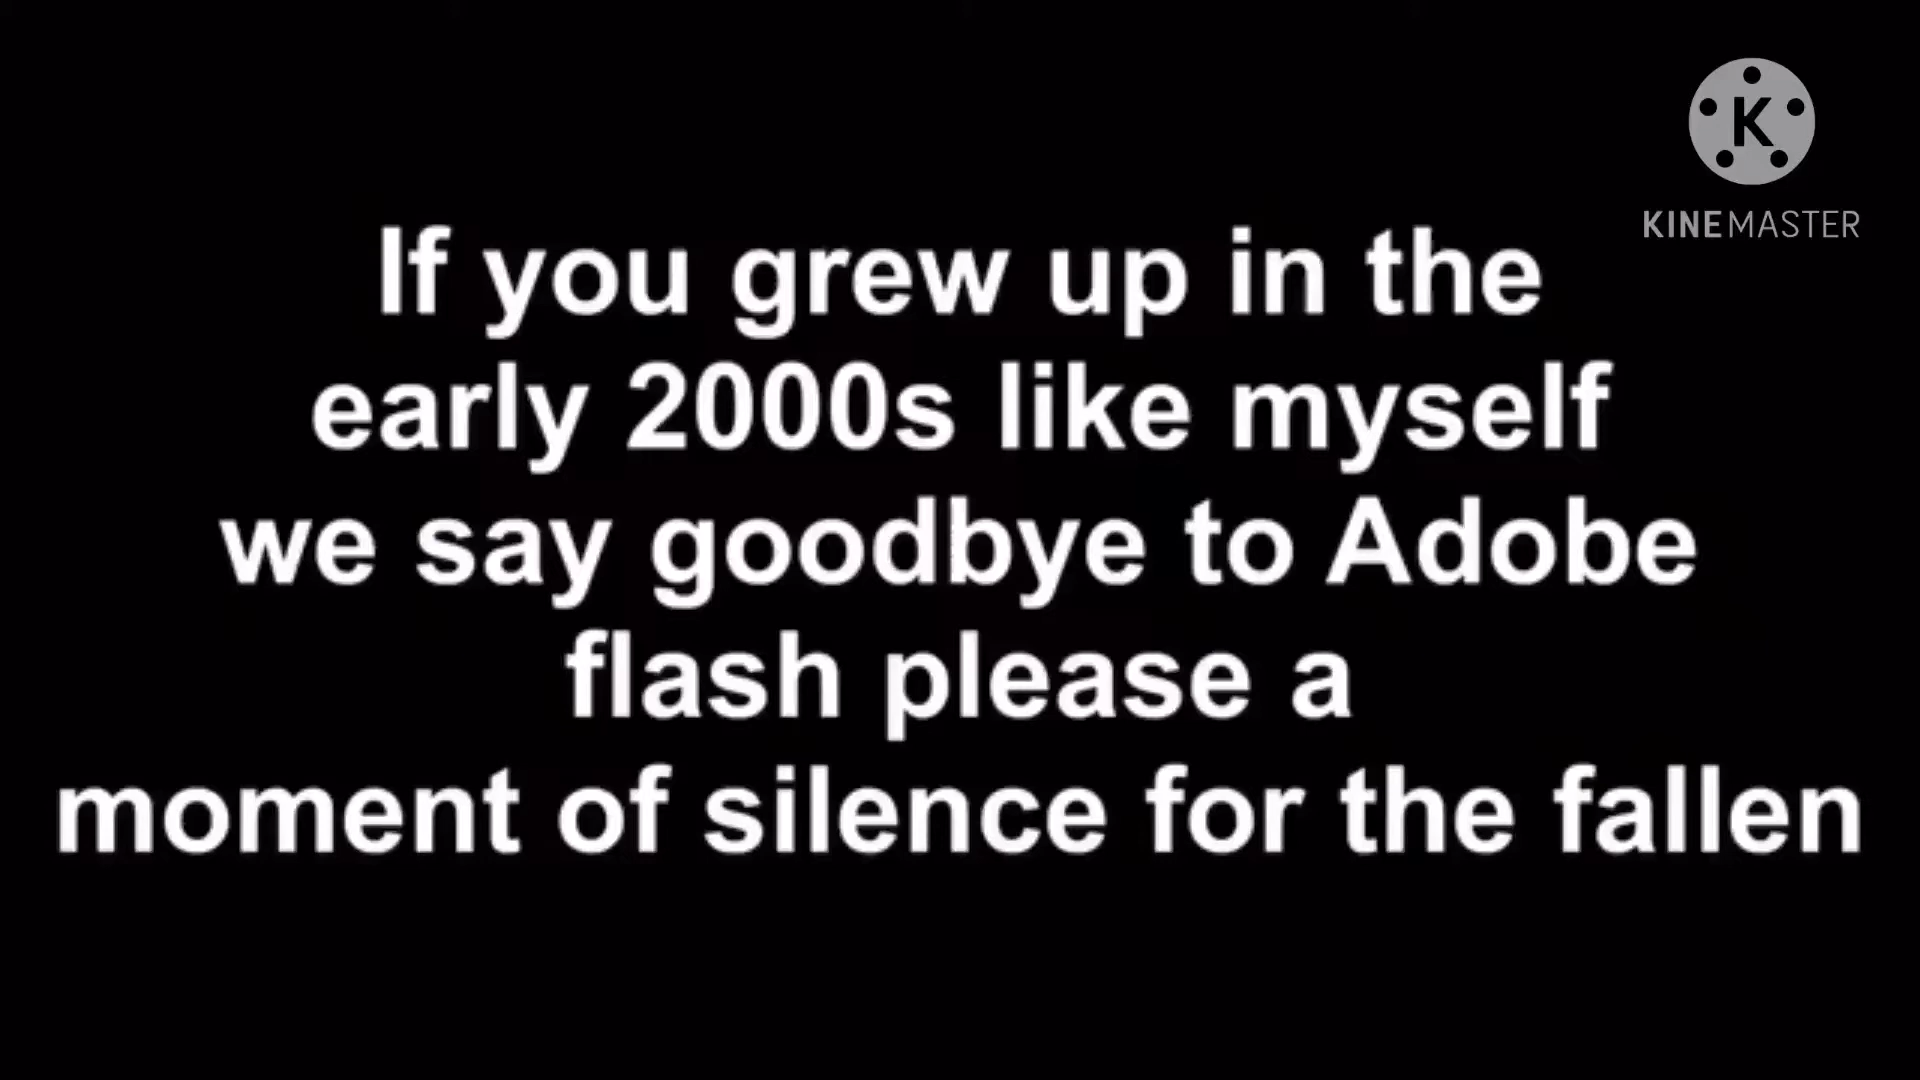 K
KINEMASTER
If you grew up in the
early 2000s like myself
we say goodbye to Adobe
flash please a
moment of silence for the fallen